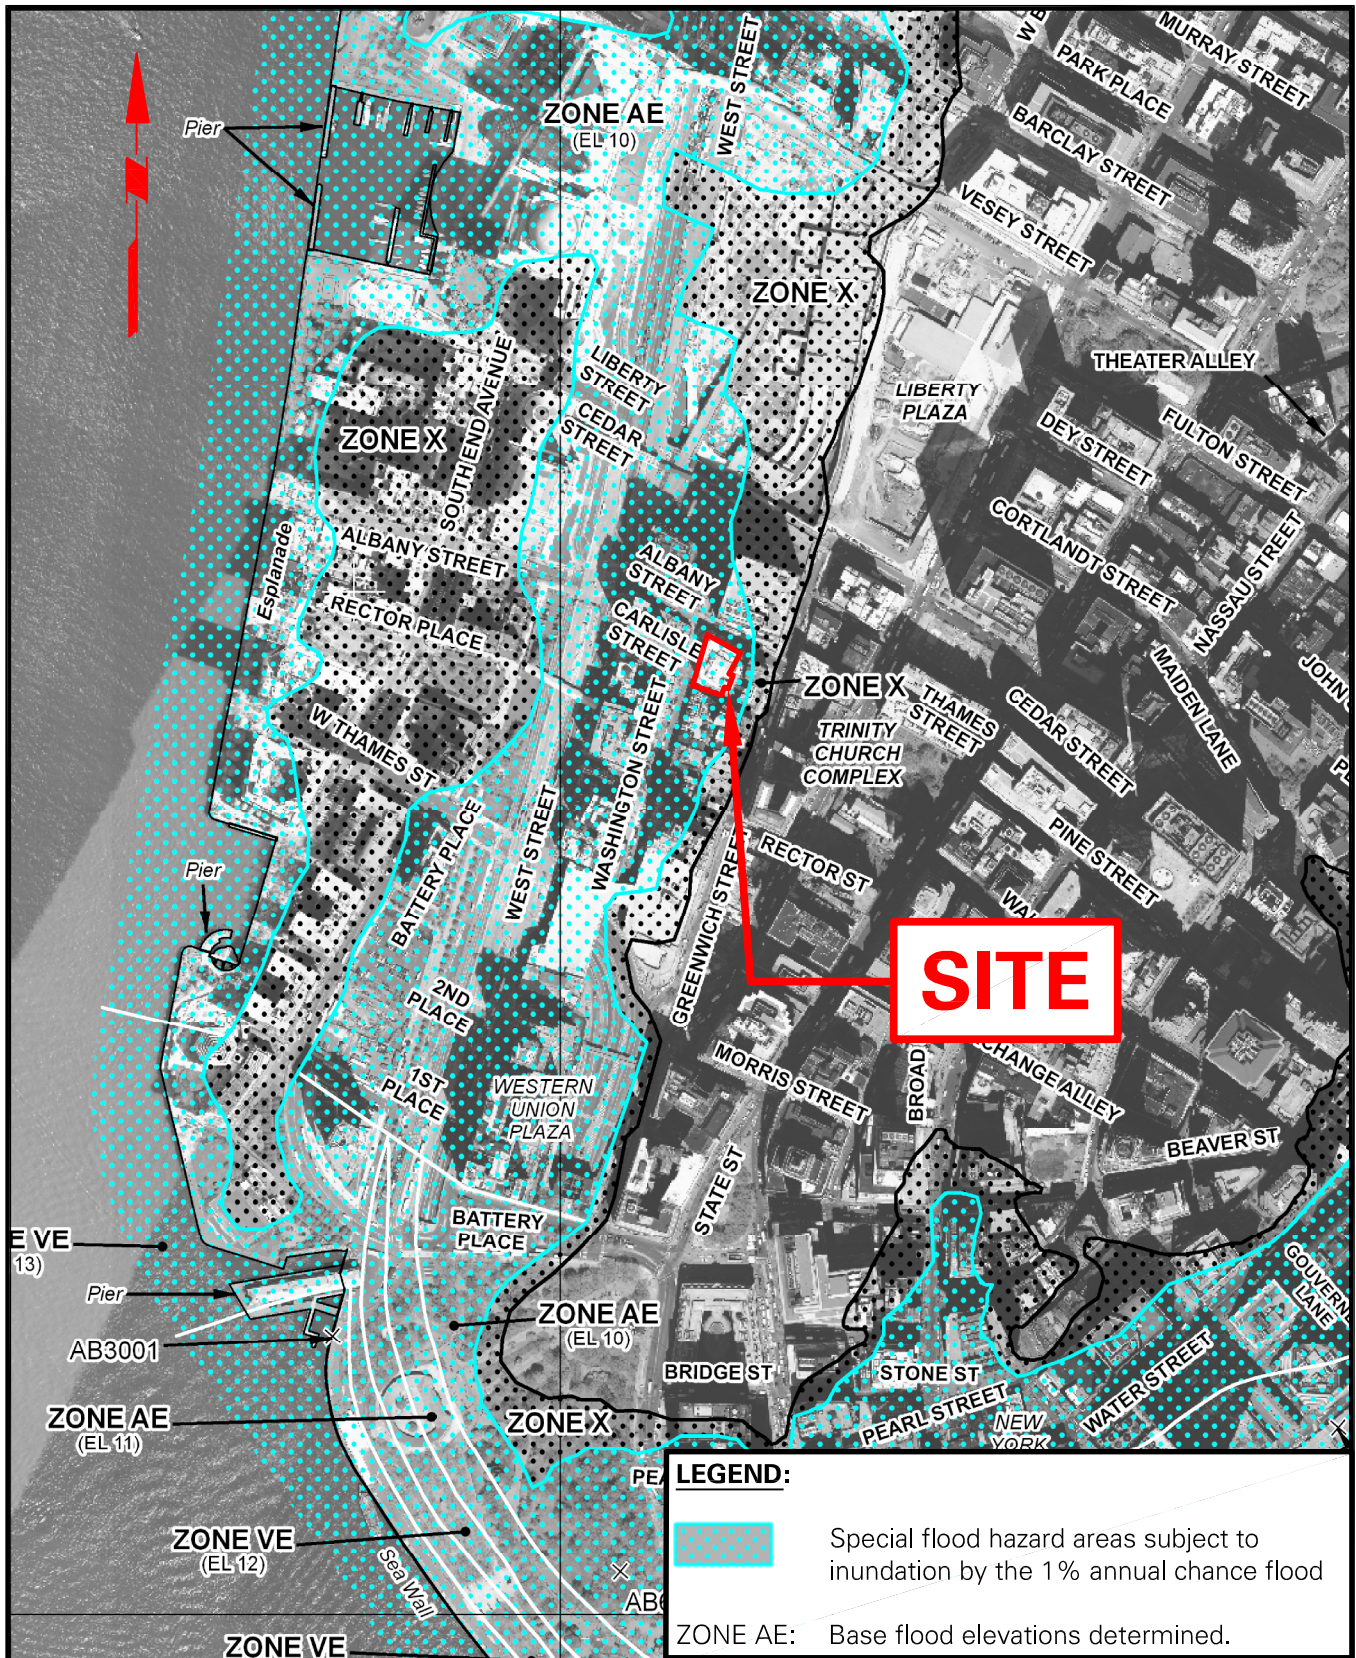 MURRAY STREET
PARK PLACE
BARCLAY STREET
VESEY STREET
WEST STREET
ZONE AE
(EL 10)
Pier
N
ZONE X
THEATER ALLEY
LIBERTY
PLAZA
FULTON STREET
DEY STREET
CORTLANDT STREET
NASSAU STREET
MAIDEN LANE
LIBERTY
STREET
CEDAR
STREET
SOUTH END AVENUE
ZONE X
Esplanade
ALBANY STREET
RECTOR PLACE
W THAMES ST
ALBANY
STREET
CARLISLE
STREET
WASHINGTON STREET
ZONE X
THAMES
STREET
CEDAR STREET
PINE STREET
TRINITY
CHURCH
COMPLEX
RECTOR ST
GREENWICH STREET
WEST STREET
BATTERY PLACE
Pier
SITE
2ND
PLACE
1ST
PLACE
WESTERN
UNION
PLAZA
MORRIS STREET
BROAD
CHANGE ALLEY
BEAVER ST
STATE ST
BATTERY
PLACE
E VE
13)
Pier
AB3001
ZONE AE
(EL 10)
BRIDGE ST
STONE ST
PEARL STREET
WATER STREET
GOUVERNE
LANE
NEW
YORK
ZONE AE
(EL 11)
ZONE X
ZONE VE
(EL 12)
Sea Wall
ZONE VE
LEGEND:
Special flood hazard areas subject to
inundation by the 1% annual chance flood
ZONE AE: Base flood elevations determined.